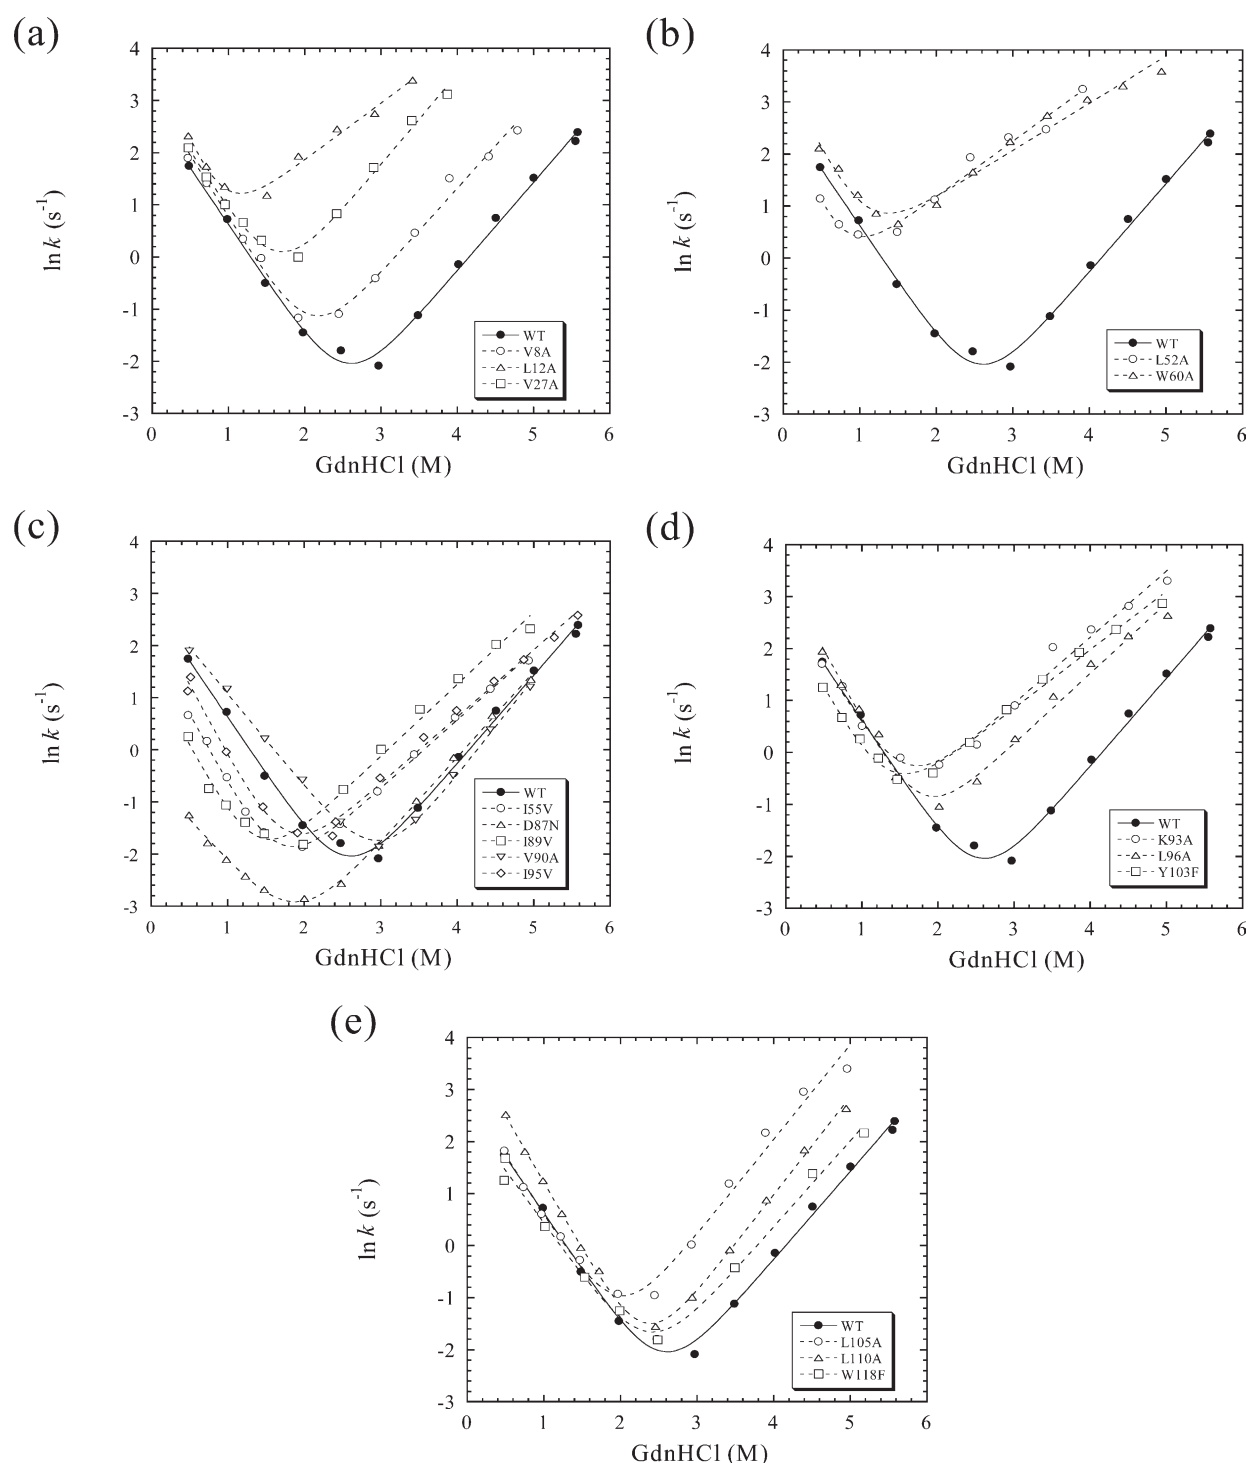 (a)
4
3
2
1
0
-1
-2
-3
ln k (s⁻¹)
0 1 2 3 4 5 6
GdnHCl (M)
WT
V8A
L12A
V27A
(b)
4
3
2
1
0
-1
-2
-3
ln k (s⁻¹)
0 1 2 3 4 5 6
GdnHCl (M)
WT
L52A
W60A
(c)
4
3
2
1
0
-1
-2
-3
ln k (s⁻¹)
0 1 2 3 4 5 6
GdnHCl (M)
WT
I55V
D87N
I89V
V90A
I95V
(d)
4
3
2
1
0
-1
-2
-3
ln k (s⁻¹)
0 1 2 3 4 5 6
GdnHCl (M)
WT
K93A
L96A
Y103F
(e)
4
3
2
1
0
-1
-2
-3
ln k (s⁻¹)
0 1 2 3 4 5 6
GdnHCl (M)
WT
L105A
L110A
W118F